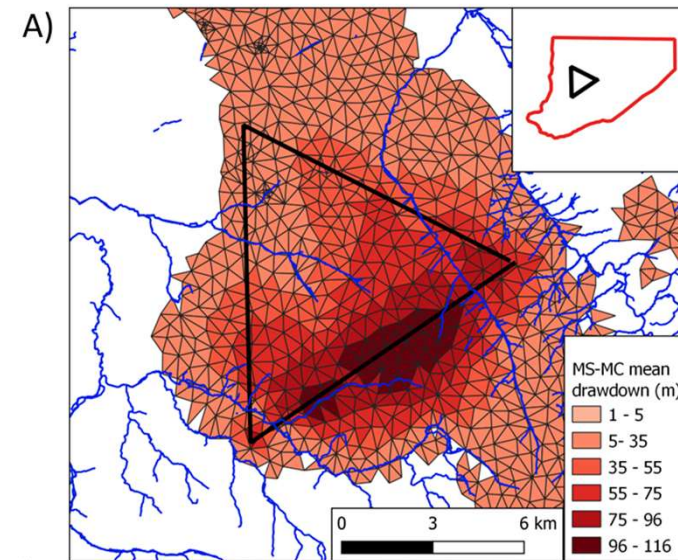 A)
MS-MC mean
drawdown (m)
1 - 5
5- 35
35 - 55
55 - 75
75 - 96
96 - 116
0 3 6 km